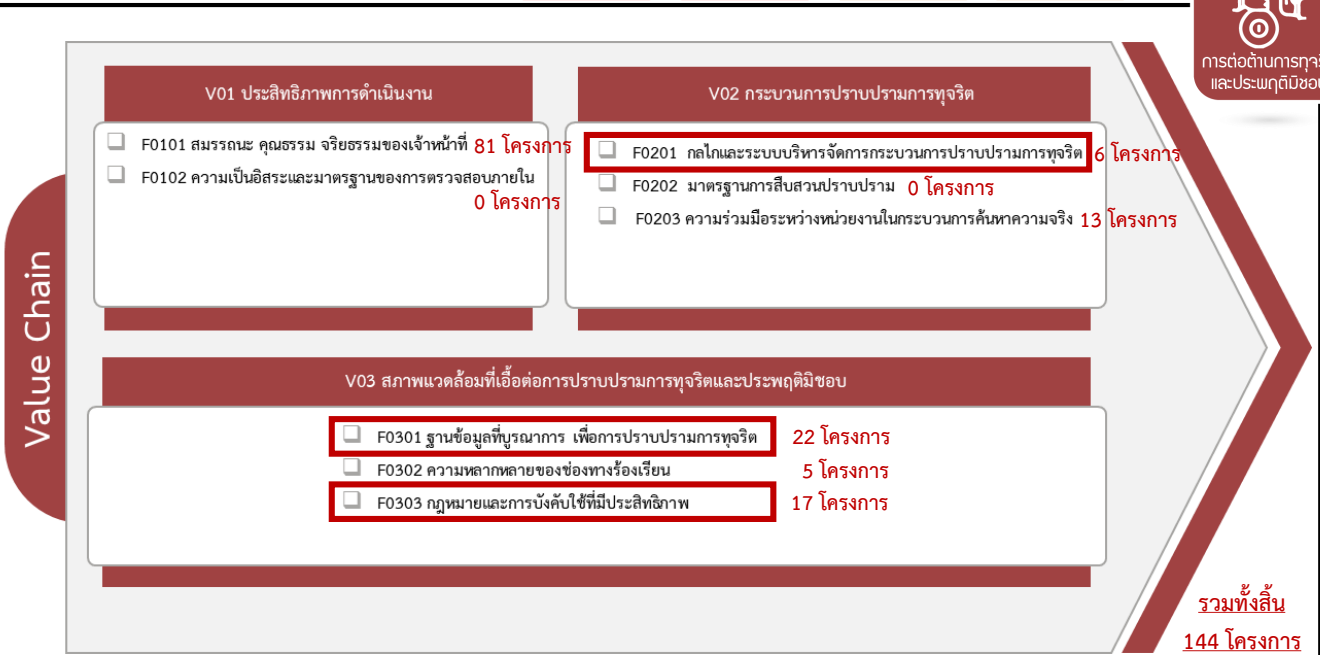 การต่อต้านการทุจริ
และประพฤติมิชอบ
Value Chain
V01 ประสิทธิภาพการดำเนินงาน
F0101 สมรรถนะ คุณธรรม จริยธรรมของเจ้าหน้าที่ 81 โครงการ
F0102 ความเป็นอิสระและมาตรฐานของการตรวจสอบภายใน
0 โครงการ
V02 กระบวนการปราบปรามการทุจริต
F0201 กลไกและระบบบริหารจัดการกระบวนการปราบปรามการทุจริต 6 โครงการ
F0202 มาตรฐานการสืบสวนปราบปราม 0 โครงการ
F0203 ความร่วมมือระหว่างหน่วยงานในกระบวนการค้นหาความจริง 13 โครงการ
V03 สภาพแวดล้อมที่เอื้อต่อการปราบปรามการทุจริตและประพฤติมิชอบ
F0301 ฐานข้อมูลที่บูรณาการ เพื่อการปราบปรามการทุจริต 22 โครงการ
F0302 ความหลากหลายของช่องทางร้องเรียน 5 โครงการ
F0303 กฎหมายและการบังคับใช้ที่มีประสิทธิภาพ 17 โครงการ
รวมทั้งสิ้น
144 โครงการ